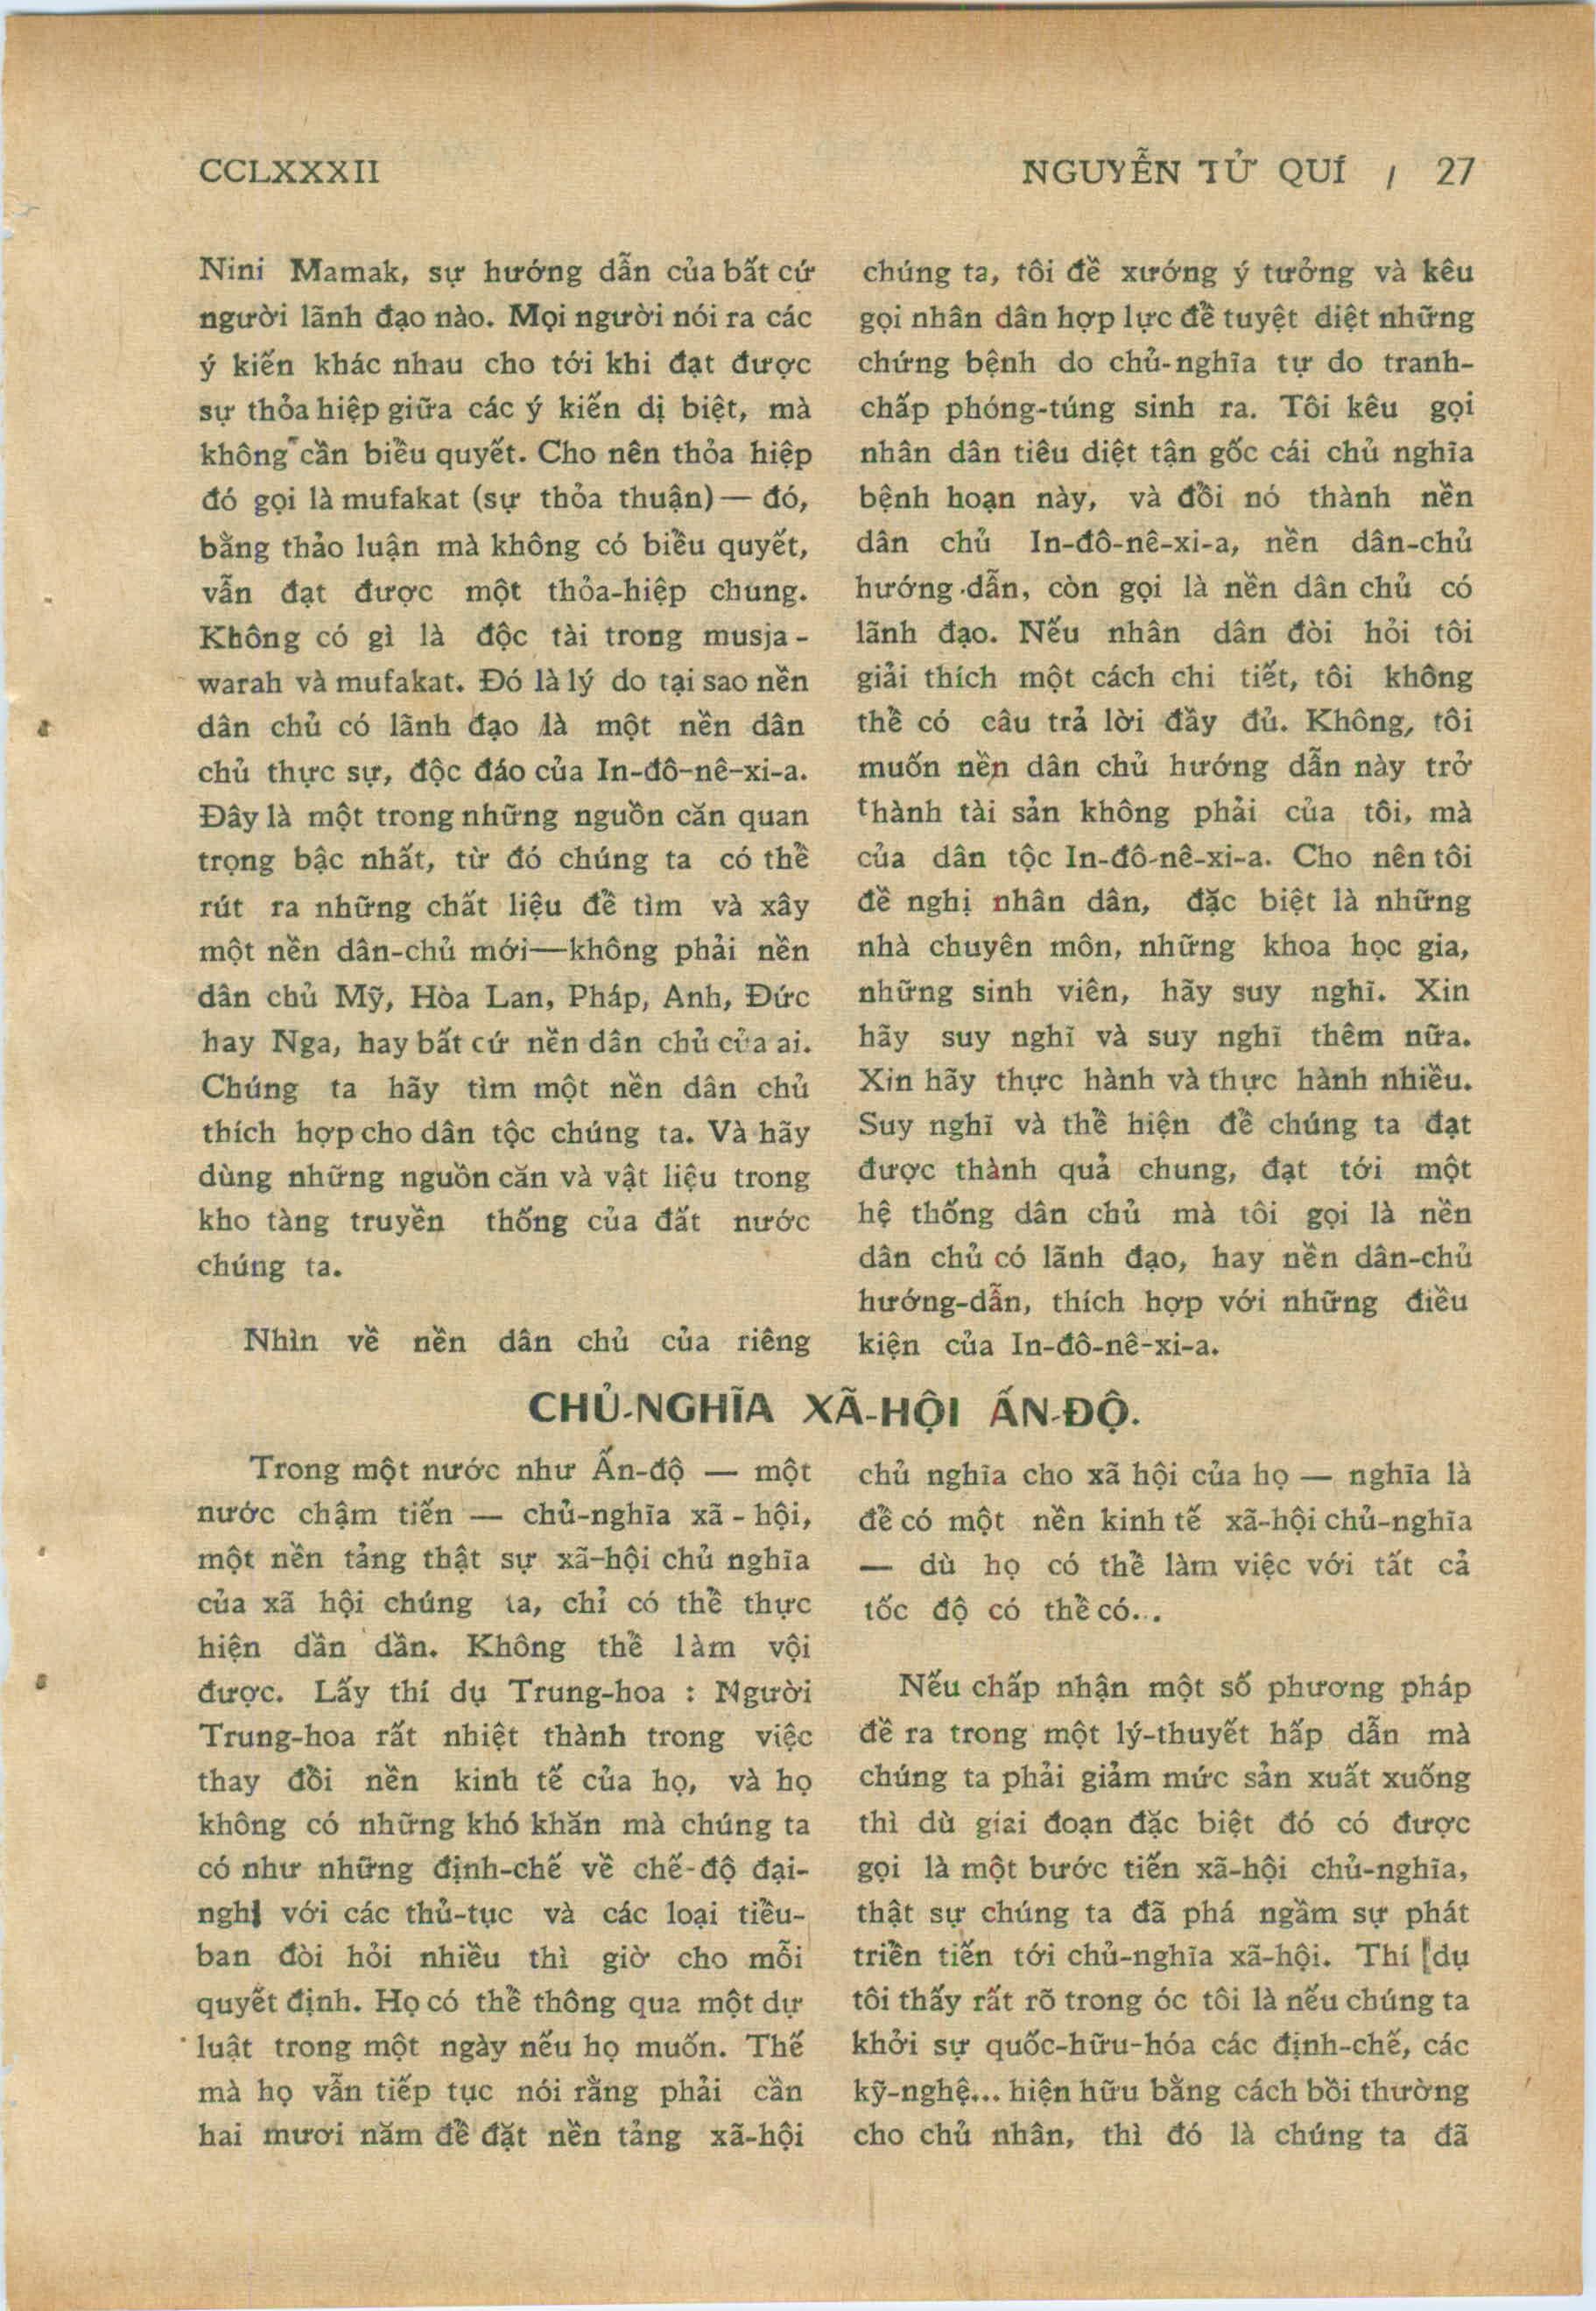 CCLXXXII
NGUYỄN TỬ QUÍ / 27
Nini Mamak, sự hướng dẫn của bất cứ
người lãnh đạo nào. Mọi người nói ra các
ý kiến khác nhau cho tới khi đạt được
sự thỏa hiệp giữa các ý kiến dị biệt, mà
không cần biểu quyết. Cho nên thỏa hiệp
đó gọi là mufakat (sự thỏa thuận) — đó,
bằng thảo luận mà không có biểu quyết,
vẫn đạt được một thỏa-hiệp chung.
Không có gì là độc tài trong musja-
warah và mufakat. Đó là lý do tại sao nền
dân chủ có lãnh đạo là một nền dân
chủ thực sự, độc đáo của In-đô-nê-xi-a.
Đây là một trong những nguồn căn quan
trọng bậc nhất, từ đó chúng ta có thể
rút ra những chất liệu để tìm và xây
một nền dân-chủ mới—không phải nền
dân chủ Mỹ, Hòa Lan, Pháp, Anh, Đức
hay Nga, hay bất cứ nền dân chủ của ai.
Chúng ta hãy tìm một nền dân chủ
thích hợp cho dân tộc chúng ta. Và hãy
dùng những nguồn căn và vật liệu trong
kho tàng truyền thống của đất nước
chúng ta.
Nhìn về nền dân chủ của riêng
chúng ta, tôi đề xướng ý tưởng và kêu
gọi nhân dân hợp lực để tuyệt diệt những
chứng bệnh do chủ-nghĩa tự do tranh-
chấp phóng-túng sinh ra. Tôi kêu gọi
nhân dân tiêu diệt tận gốc cái chủ nghĩa
bệnh hoạn này, và đổi nó thành nền
dân chủ In-đô-nê-xi-a, nền dân-chủ
hướng-dẫn, còn gọi là nền dân chủ có
lãnh đạo. Nếu nhân dân đòi hỏi tôi
giải thích một cách chi tiết, tôi không
thể có câu trả lời đầy đủ. Không, tôi
muốn nền dân chủ hướng dẫn này trở
thành tài sản không phải của tôi, mà
của dân tộc In-đô-nê-xi-a. Cho nên tôi
đề nghị nhân dân, đặc biệt là những
nhà chuyên môn, những khoa học gia,
những sinh viên, hãy suy nghĩ. Xin
hãy suy nghĩ và suy nghĩ thêm nữa.
Xin hãy thực hành và thực hành nhiều.
Suy nghĩ và thể hiện để chúng ta đạt
được thành quả chung, đạt tới một
hệ thống dân chủ mà tôi gọi là nền
dân chủ có lãnh đạo, hay nền dân-chủ
hướng-dẫn, thích hợp với những điều
kiện của In-đô-nê-xi-a.
CHỦ-NGHĨA XÃ-HỘI ẤN-ĐỘ.
Trong một nước như Ấn-độ — một
nước chậm tiến — chủ-nghĩa xã-hội,
một nền tảng thật sự xã-hội chủ nghĩa
của xã hội chúng ta, chỉ có thể thực
hiện dần dần. Không thể làm vội
được. Lấy thí dụ Trung-hoa : Người
Trung-hoa rất nhiệt thành trong việc
thay đổi nền kinh tế của họ, và họ
không có những khó khăn mà chúng ta
có như những định-chế về chế-độ đại-
nghị với các thủ-tục và các loại tiểu-
ban đòi hỏi nhiều thì giờ cho mỗi
quyết định. Họ có thể thông qua một dự
luật trong một ngày nếu họ muốn. Thế
mà họ vẫn tiếp tục nói rằng phải cần
hai mươi năm để đặt nền tảng xã-hội
chủ nghĩa cho xã hội của họ — nghĩa là
để có một nền kinh tế xã-hội chủ-nghĩa
— dù họ có thể làm việc với tất cả
tốc độ có thể có...
Nếu chấp nhận một số phương pháp
đề ra trong một lý-thuyết hấp dẫn mà
chúng ta phải giảm mức sản xuất xuống
thì dù giai đoạn đặc biệt đó có được
gọi là một bước tiến xã-hội chủ-nghĩa,
thật sự chúng ta đã phá ngầm sự phát
triển tiến tới chủ-nghĩa xã-hội. Thí dụ
tôi thấy rất rõ trong óc tôi là nếu chúng ta
khởi sự quốc-hữu-hóa các định-chế, các
kỹ-nghệ... hiện hữu bằng cách bồi thường
cho chủ nhân, thì đó là chúng ta đã